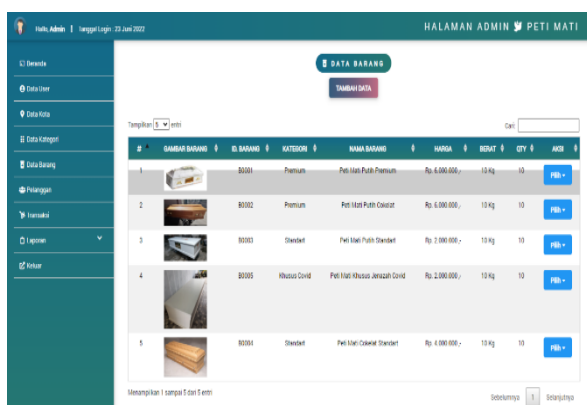 Hallo, Admin | Tanggal Login : 23 Juni 2022
HALAMAN ADMIN PETI MATI
Beranda
Data User
Data Kota
Data Kategori
Data Barang
Pelanggan
Transaksi
Laporan
Keluar
DATA BARANG
TAMBAH DATA
Tampilkan 5 entri
Cari:
# GAMBAR BARANG ID. BARANG KATEGORI NAMA BARANG HARGA BERAT QTY AKSI
1 B0001 Premium Peti Mati Putih Premium Rp. 6.000.000,- 10 Kg 10 Pilih
2 B0002 Premium Peti Mati Putih Cokelat Rp. 6.000.000,- 10 Kg 10 Pilih
3 B0003 Standart Peti Mati Putih Standart Rp. 2.000.000,- 10 Kg 10 Pilih
4 B0005 Khusus Covid Peti Mati Khusus Jenazah Covid Rp. 2.000.000,- 10 Kg 10 Pilih
5 B0004 Standart Peti Mati Cokelat Standart Rp. 4.000.000,- 10 Kg 10 Pilih
Menampilkan 1 sampai 5 dari 5 entri
Sebelumnya 1 Selanjutnya